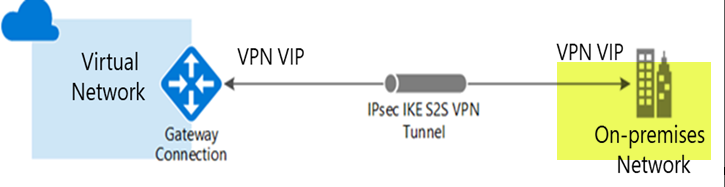 Virtual
Network
VPN VIP
Gateway
Connection
IPsec IKE S2S VPN
Tunnel
VPN VIP
On-premises
Network